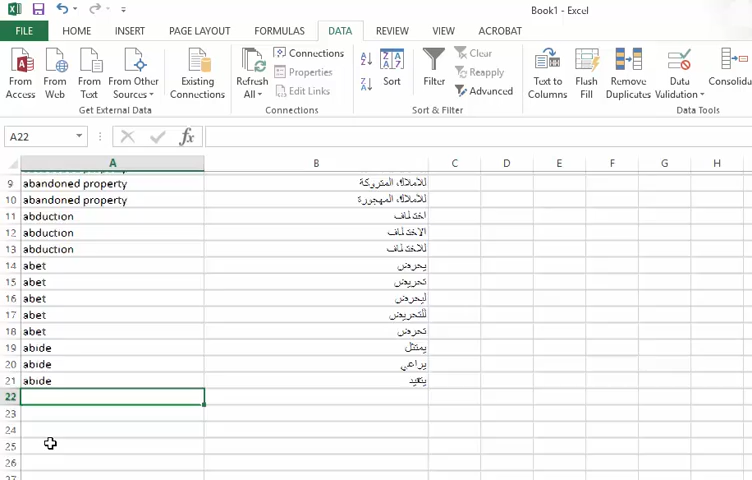 Book1 - Excel
FILE HOME INSERT PAGE LAYOUT FORMULAS DATA REVIEW VIEW ACROBAT
From Access From Web From Text From Other Sources Existing Connections Refresh All Connections Properties Edit Links Sort Filter Clear Reapply Advanced Text to Columns Flash Fill Remove Duplicates Data Validation Consolida
Get External Data Connections Sort & Filter Data Tools
A22 fx
A B C D E F G H
9 abandoned property للأملاك المتروكة
10 abandoned property للأملاك المهجورة
11 abduction اختطاف
12 abduction الاختطاف
13 abduction للاختطاف
14 abet يحرض
15 abet تحريض
16 abet ليحرض
17 abet للتحريض
18 abet تحرض
19 abide يمتثل
20 abide يراعي
21 abide يتقيد
22
23
24
25
26
27